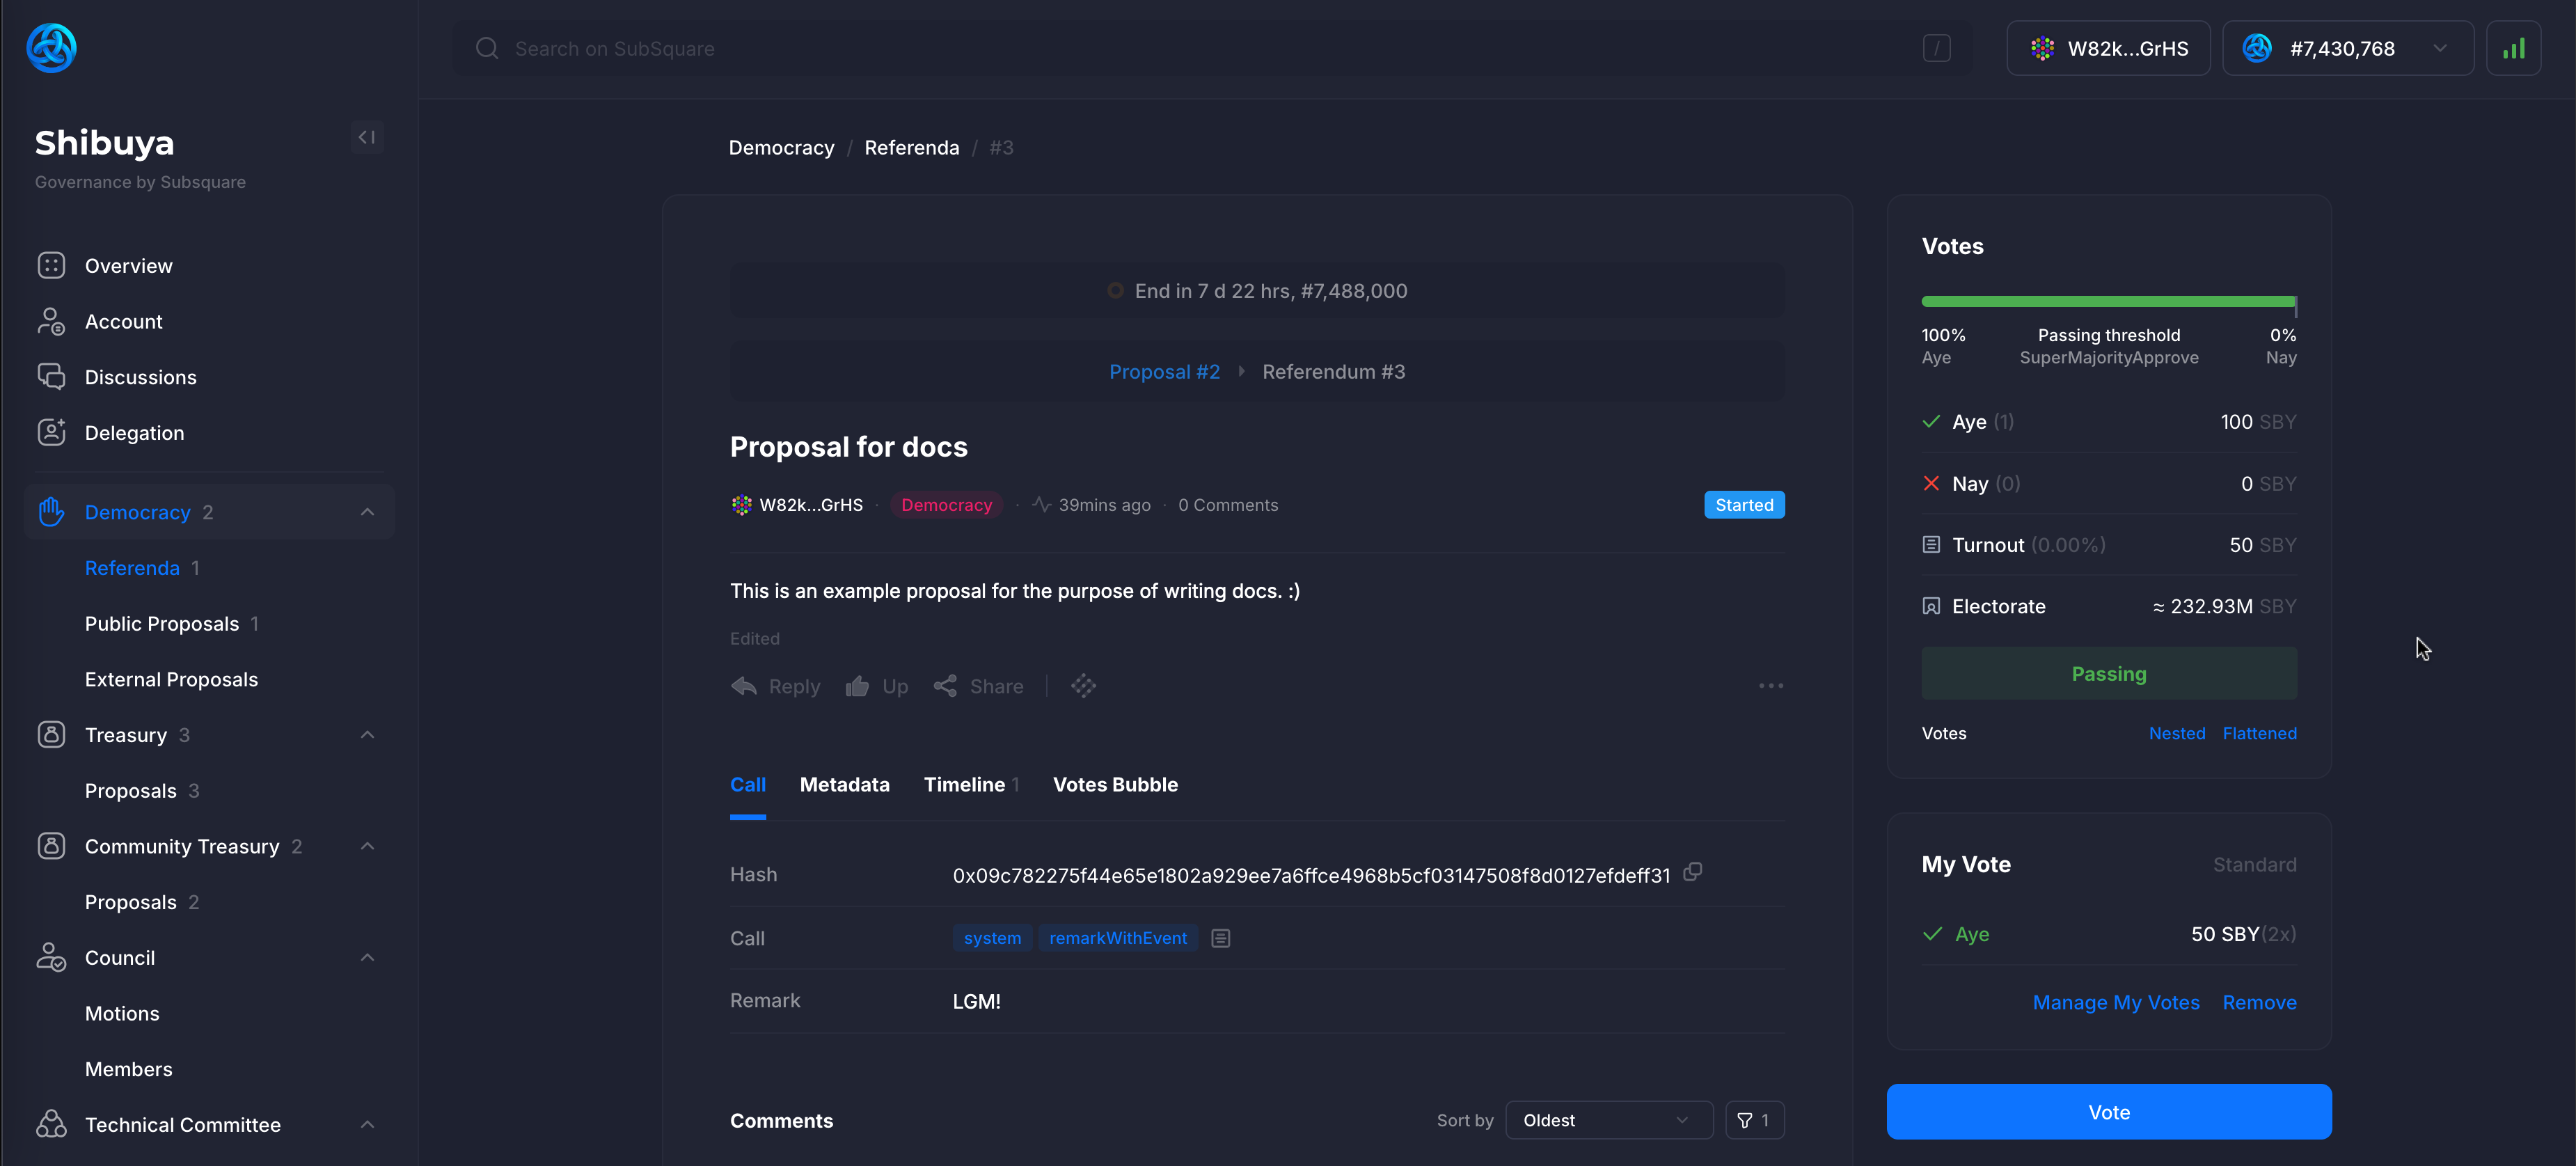 Search on SubSquare
/
W82k...GrHS
#7,430,768
Shibuya
Governance by Subsquare
Overview
Account
Discussions
Delegation
Democracy 2
Referenda 1
Public Proposals 1
External Proposals
Treasury 3
Proposals 3
Community Treasury 2
Proposals 2
Council
Motions
Members
Technical Committee
Democracy / Referenda / #3
End in 7 d 22 hrs, #7,488,000
Proposal #2 Referendum #3
Proposal for docs
W82k...GrHS · Democracy · 39mins ago · 0 Comments
Started
This is an example proposal for the purpose of writing docs. :)
Edited
Reply Up Share
Call Metadata Timeline 1 Votes Bubble
Hash 0x09c782275f44e65e1802a929ee7a6ffce4968b5cf03147508f8d0127efdeff31
Call system remarkWithEvent
Remark LGM!
Comments
Sort by Oldest 1
Votes
100% Passing threshold 0%
Aye SuperMajorityApprove Nay
Aye (1) 100 SBY
Nay (0) 0 SBY
Turnout (0.00%) 50 SBY
Electorate ≈ 232.93M SBY
Passing
Votes Nested Flattened
My Vote Standard
Aye 50 SBY(2x)
Manage My Votes Remove
Vote